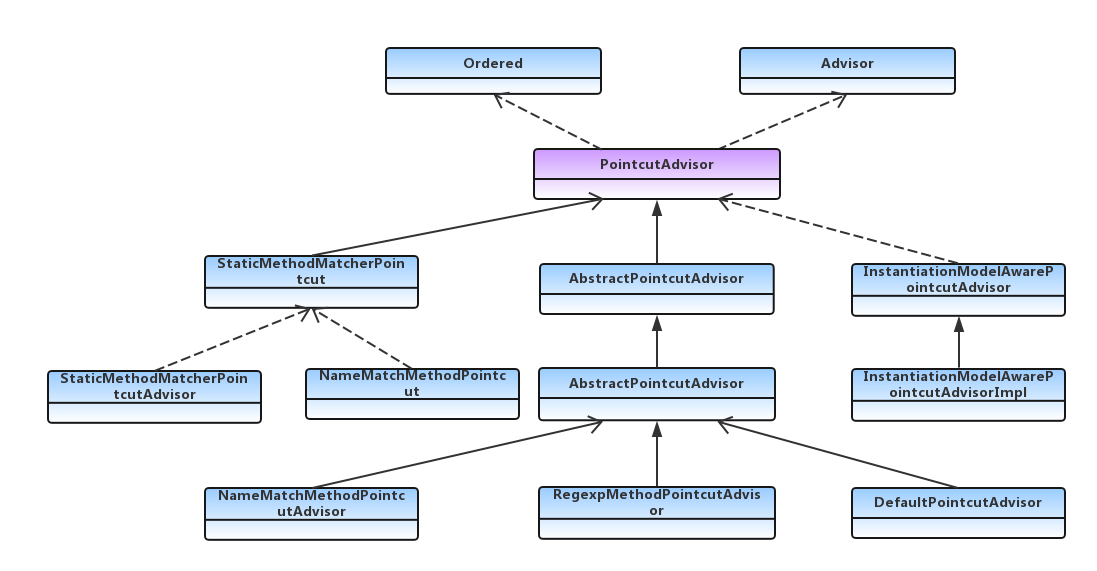 Ordered
Advisor
PointcutAdvisor
StaticMethodMatcherPoin
tcut
AbstractPointcutAdvisor
InstantiationModelAwareP
ointcutAdvisor
StaticMethodMatcherPoin
tcutAdvisor
NameMatchMethodPointc
ut
AbstractPointcutAdvisor
InstantiationModelAwareP
ointcutAdvisorImpl
NameMatchMethodPointc
utAdvisor
RegexpMethodPointcutAdvis
or
DefaultPointcutAdvisor